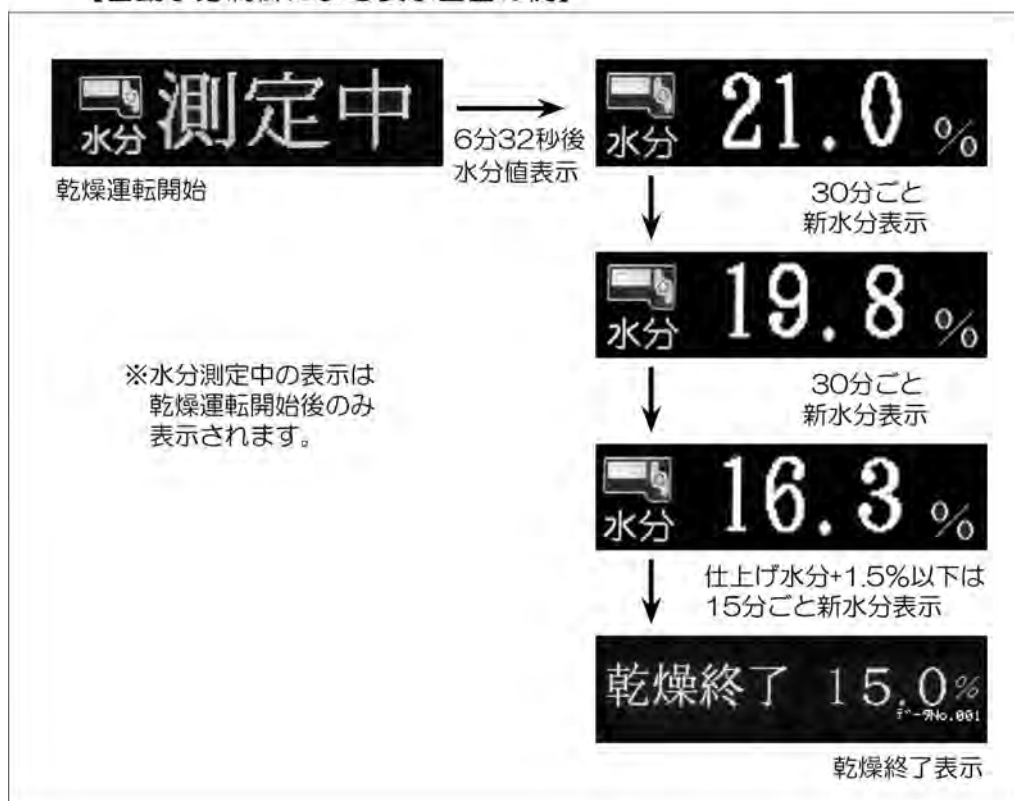 水分 測定中
乾燥運転開始
6分32秒後
水分値表示
水分 21.0 %
30分ごと
新水分表示
水分 19.8 %
30分ごと
新水分表示
※水分測定中の表示は
乾燥運転開始後のみ
表示されます。
水分 16.3 %
仕上げ水分+1.5%以下は
15分ごと新水分表示
乾燥終了 15.0%
ﾃﾞｰﾀNo.001
乾燥終了表示